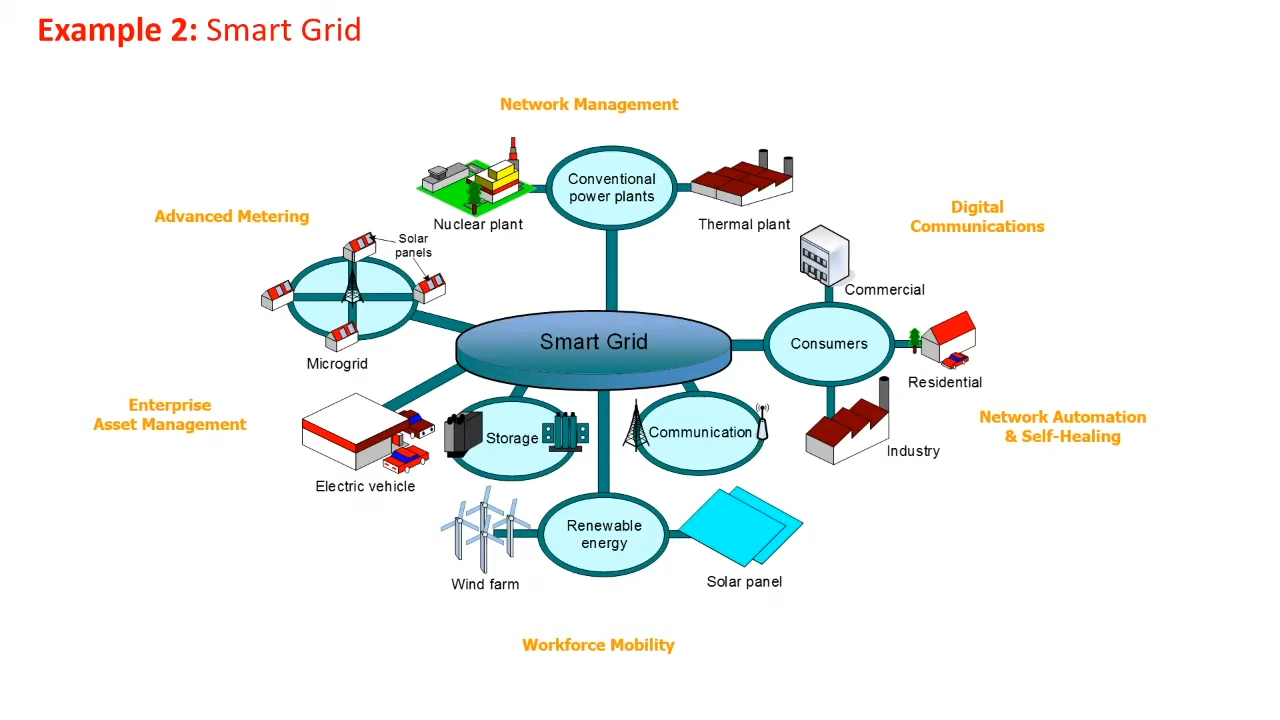 Example 2: Smart Grid
Network Management
Conventional
power plants
Nuclear plant
Thermal plant
Advanced Metering
Digital
Communications
Solar
panels
Commercial
Smart Grid
Consumers
Microgrid
Residential
Enterprise
Asset Management
Network Automation
& Self-Healing
Storage
Communication
Industry
Electric vehicle
Renewable
energy
Wind farm
Solar panel
Workforce Mobility